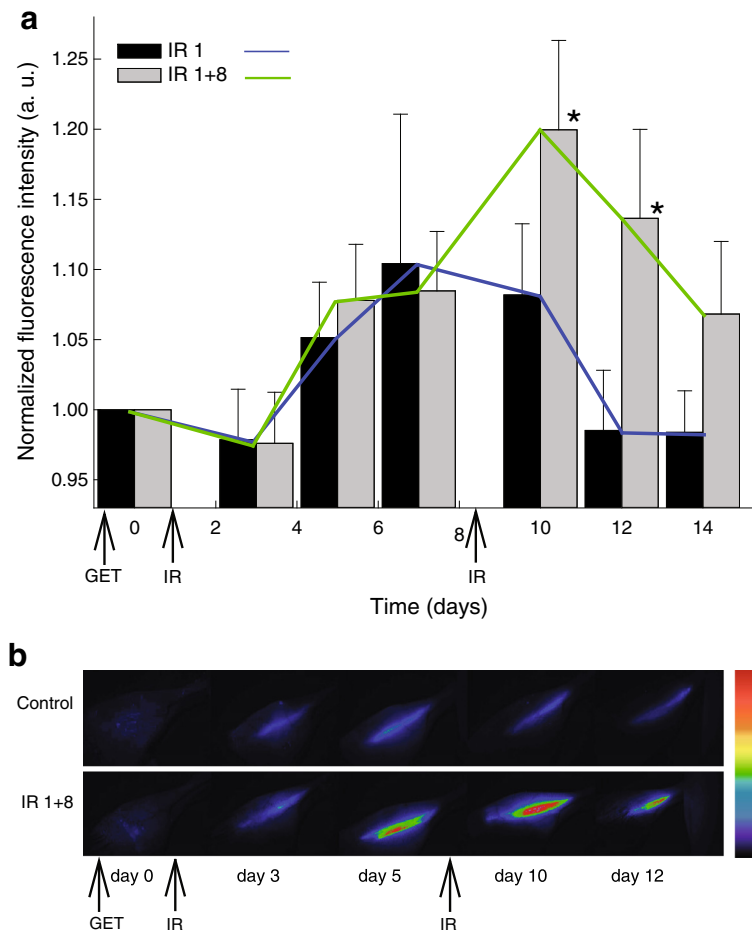 a
IR 1
IR 1+8
Normalized fluorescence intensity (a. u.)
1.25
1.20
1.15
1.10
1.05
1.00
0.95
*
*
0 2 4 6 8 10 12 14
GET IR IR
Time (days)
b
Control
IR 1+8
day 0 day 3 day 5 day 10 day 12
GET IR IR